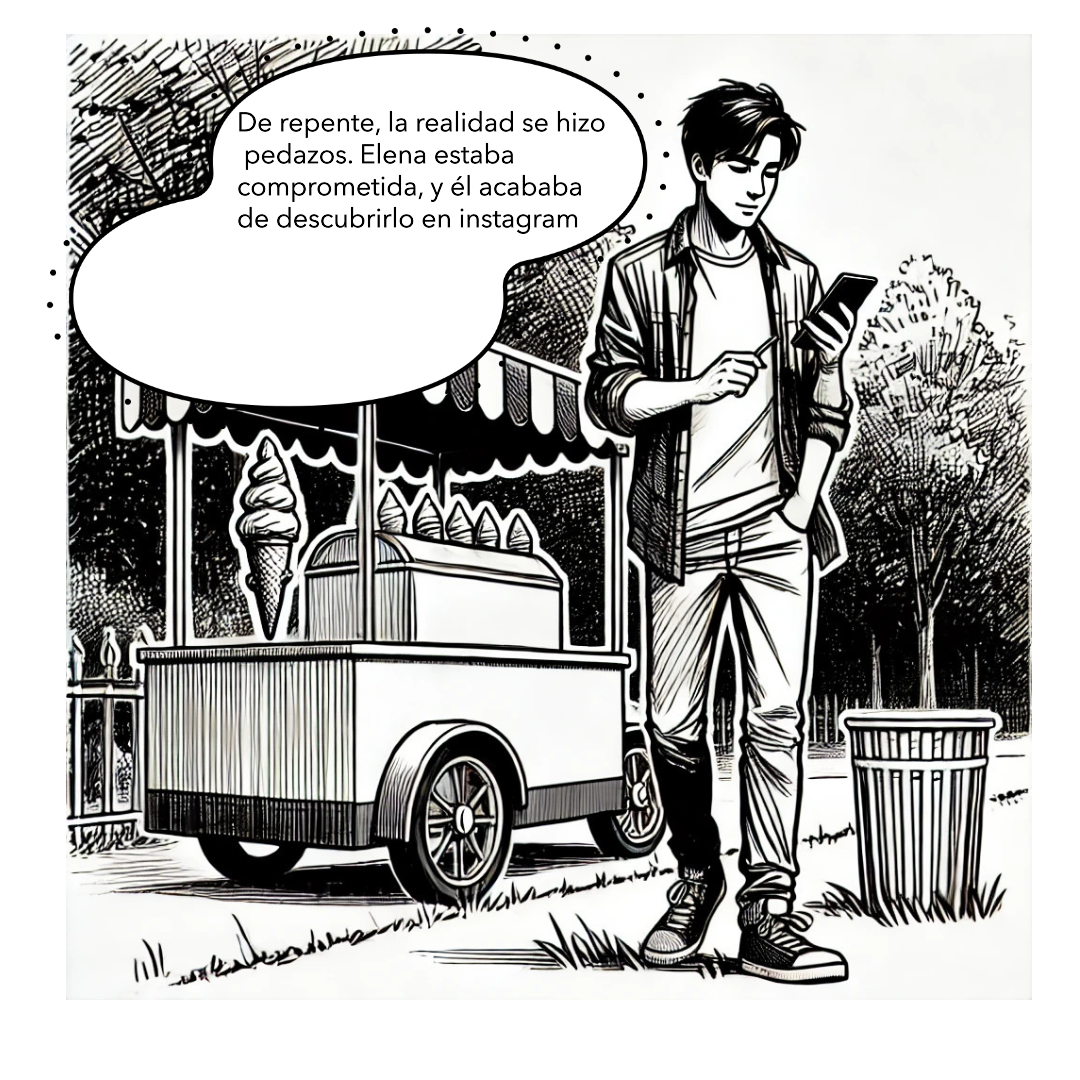 De repente, la realidad se hizo
pedazos. Elena estaba
comprometida, y él acababa
de descubrirlo en instagram